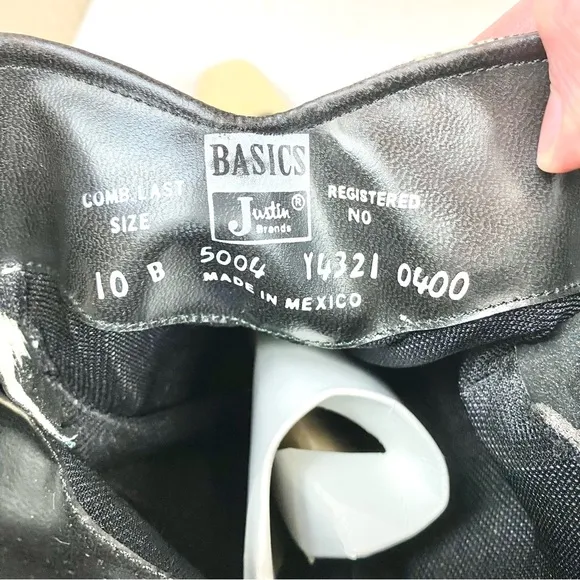 BASICS
COMB LAST
SIZE
Justin®
Brands
REGISTERED
NO
10 B 5004 Y4321 0400
MADE IN MEXICO